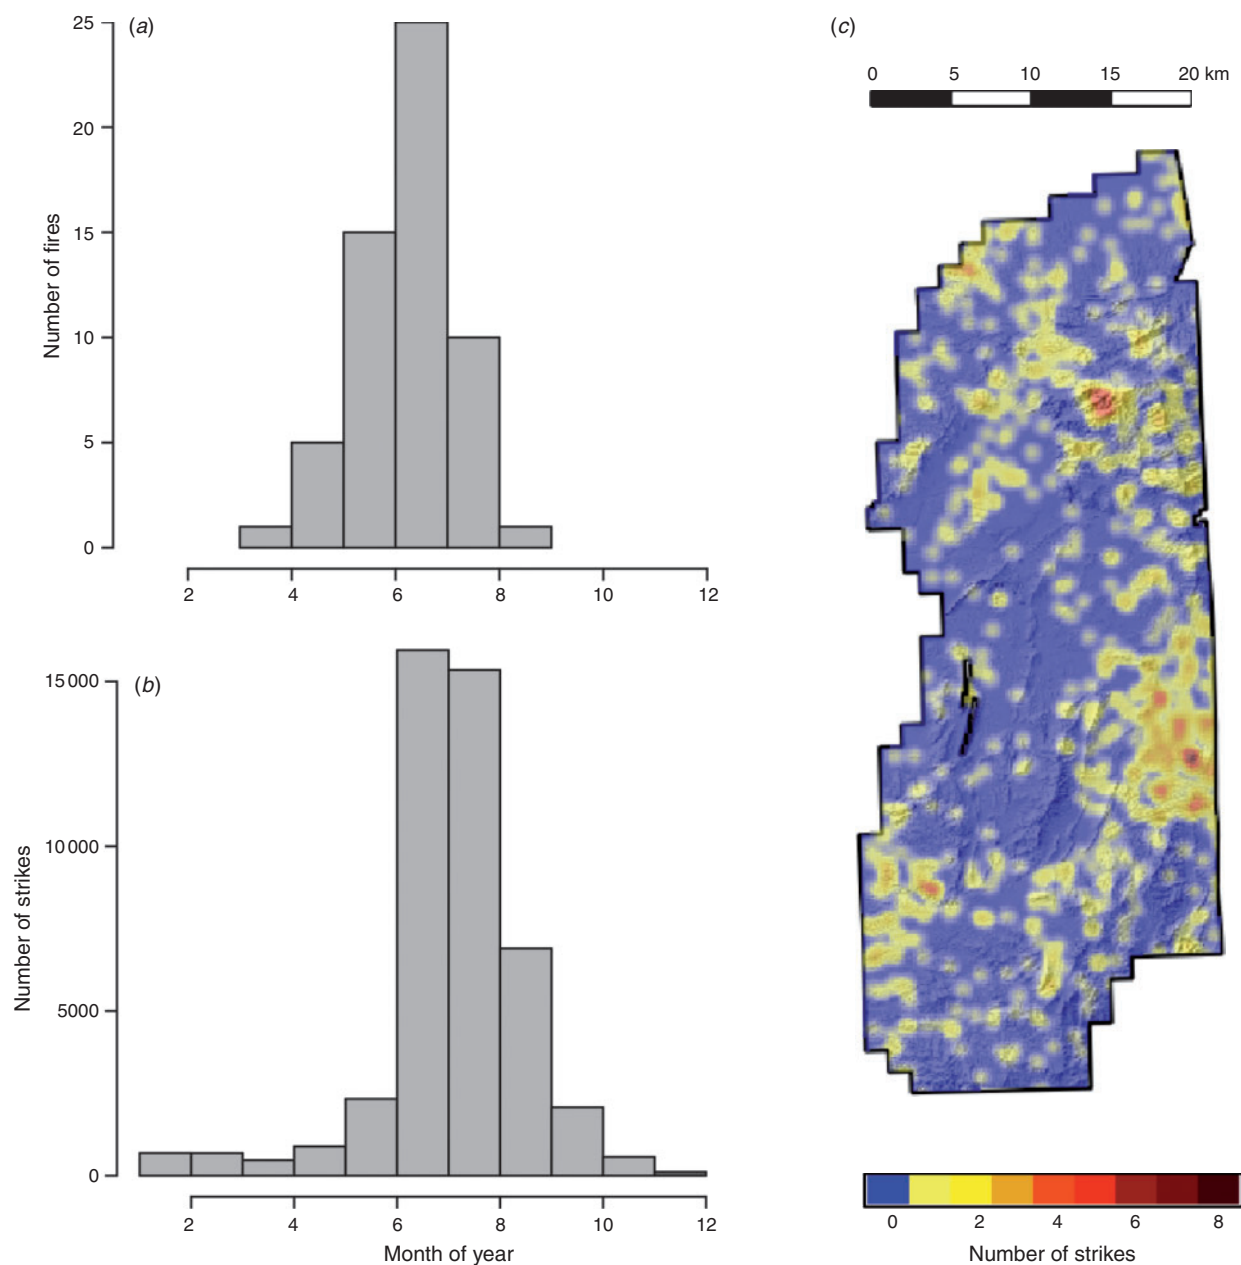 (a)
25
20
15
10
5
0
Number of fires
2 4 6 8 10 12
(b)
15 000
10 000
5000
0
Number of strikes
2 4 6 8 10 12
Month of year
(c)
0 5 10 15 20 km
0 2 4 6 8
Number of strikes